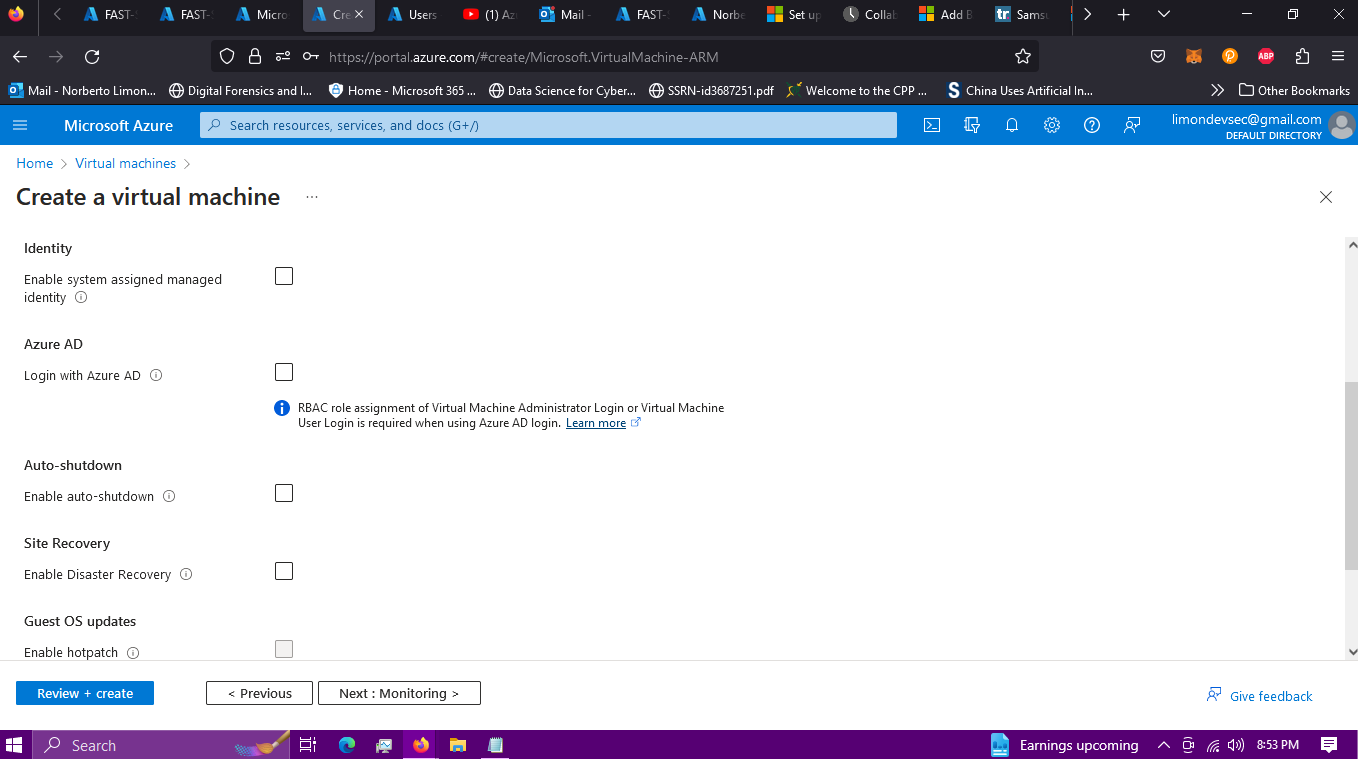 FAST-
FAST-
Micro
Cre
Users
(1) Az
Mail -
FAST-
Norbe
Set up
Collab
Add B
tr Sams
https://portal.azure.com/#create/Microsoft.VirtualMachine-ARM
ABP
Mail - Norberto Limon...
Digital Forensics and I...
Home - Microsoft 365 ...
Data Science for Cyber...
SSRN-id3687251.pdf
Welcome to the CPP ...
S China Uses Artificial In...
Other Bookmarks
Microsoft Azure
Search resources, services, and docs (G+/)
limondevsec@gmail.com
DEFAULT DIRECTORY
Home > Virtual machines >
Create a virtual machine ...
Identity
Enable system assigned managed
identity
Azure AD
Login with Azure AD
RBAC role assignment of Virtual Machine Administrator Login or Virtual Machine
User Login is required when using Azure AD login. Learn more
Auto-shutdown
Enable auto-shutdown
Site Recovery
Enable Disaster Recovery
Guest OS updates
Enable hotpatch
Review + create
< Previous
Next : Monitoring >
Give feedback
Search
Earnings upcoming
8:53 PM